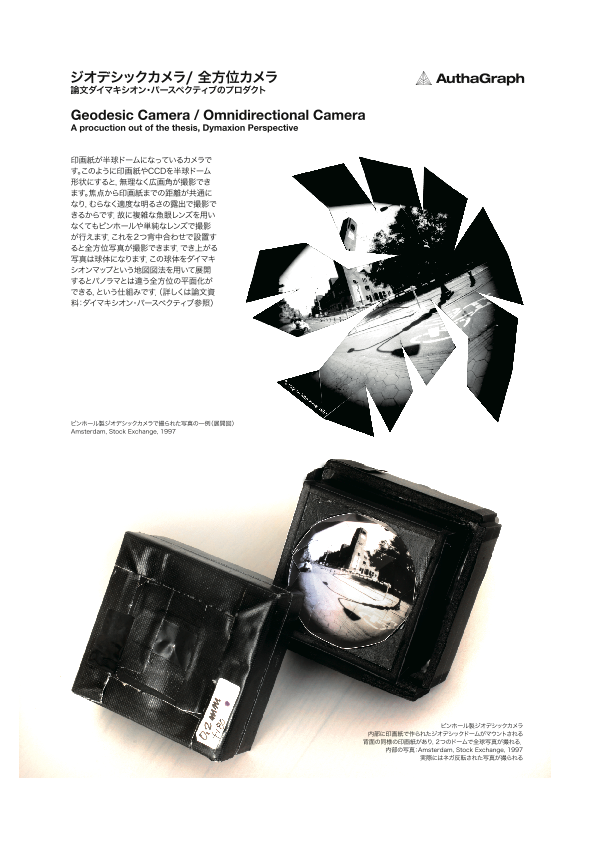 ジオデシックカメラ/ 全方位カメラ
論文ダイマキシオン・パースペクティブのプロダクト
AuthaGraph
Geodesic Camera / Omnidirectional Camera
A procuction out of the thesis, Dymaxion Perspective
印画紙が半球ドームになっているカメラで
す。このように印画紙やCCDを半球ドーム
形状にすると、無理なく広画角が撮影でき
ます。焦点から印画紙までの距離が共通に
なり、むらなく適度な明るさの露出で撮影で
きるからです。故に複雑な魚眼レンズを用い
なくてもピンホールや単純なレンズで撮影
が行えます。これを2つ背中合わせで設置す
ると全方位写真が撮影できます。でき上がる
写真は球体になります。この球体をダイマキ
シオンマップという地図図法を用いて展開
するとパノラマとは違う全方位の平面化が
できる、という仕組みです。（詳しくは論文資
料：ダイマキシオン・パースペクティブ参照）
ピンホール製ジオデシックカメラで撮られた写真の一例（展開図）
Amsterdam, Stock Exchange, 1997
0,2 mm
ピンホール製ジオデシックカメラ
内部に印画紙で作られたジオデシックドームがマウントされる
背面の同様の印画紙があり、2つのドームで全球写真が撮れる。
内部の写真：Amsterdam, Stock Exchange, 1997
実際にはネガ反転された写真が撮られる